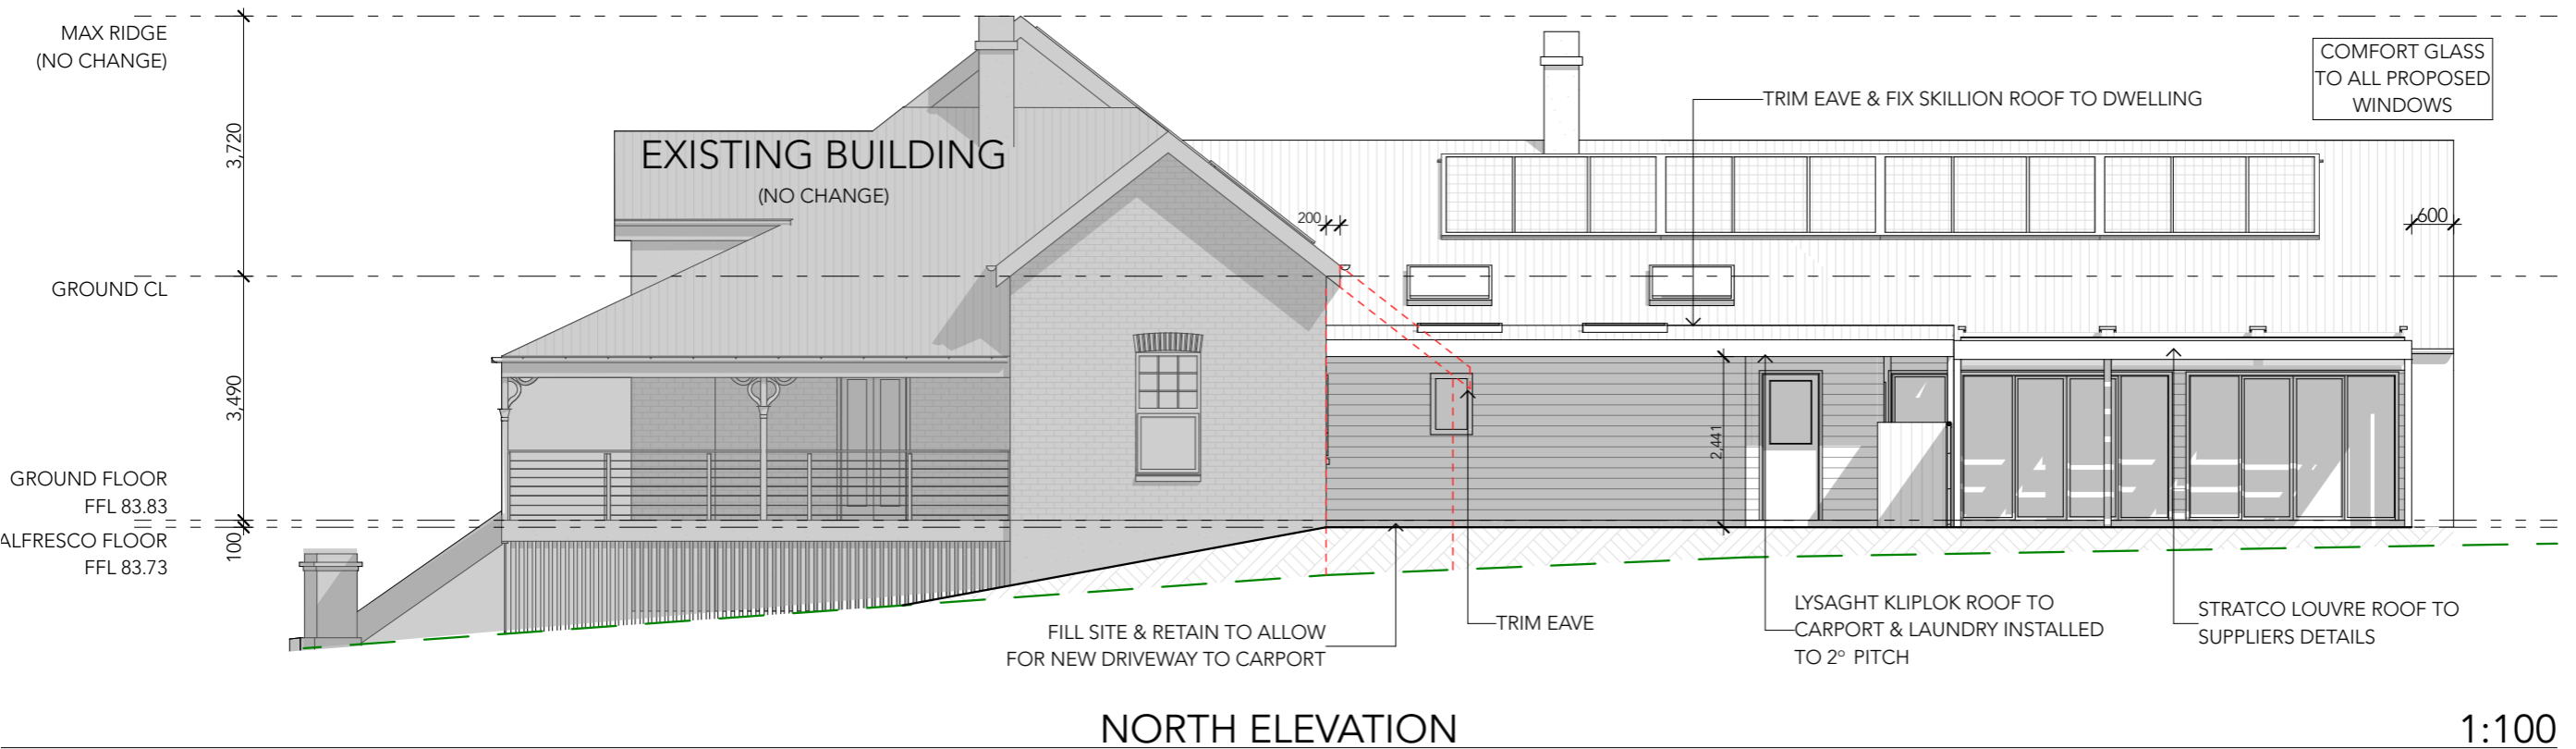 MAX RIDGE
(NO CHANGE)
3,720
EXISTING BUILDING
(NO CHANGE)
TRIM EAVE & FIX SKILLION ROOF TO DWELLING
COMFORT GLASS
TO ALL PROPOSED
WINDOWS
200
600
GROUND CL
3,490
2,441
GROUND FLOOR
FFL 83.83
ALFRESCO FLOOR
FFL 83.73
100
FILL SITE & RETAIN TO ALLOW
FOR NEW DRIVEWAY TO CARPORT
TRIM EAVE
LYSAGHT KLIPLOK ROOF TO
CARPORT & LAUNDRY INSTALLED
TO 2° PITCH
STRATCO LOUVRE ROOF TO
SUPPLIERS DETAILS
NORTH ELEVATION
1:100